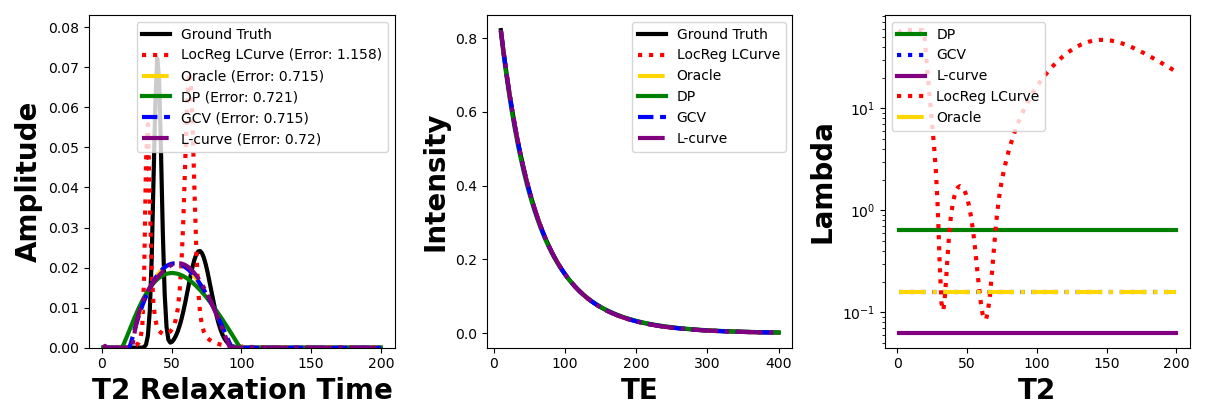 0.08
0.07
0.06
0.05
0.04
0.03
0.02
0.01
0.00
Amplitude
Ground Truth
LocReg LCurve (Error: 1.158)
Oracle (Error: 0.715)
DP (Error: 0.721)
GCV (Error: 0.715)
L-curve (Error: 0.72)
0 50 100 150 200
T2 Relaxation Time
0.8
0.6
0.4
0.2
0.0
Intensity
Ground Truth
LocReg LCurve
Oracle
DP
GCV
L-curve
0 100 200 300 400
TE
10¹
10⁰
10⁻¹
Lambda
DP
GCV
L-curve
LocReg LCurve
Oracle
0 50 100 150 200
T2